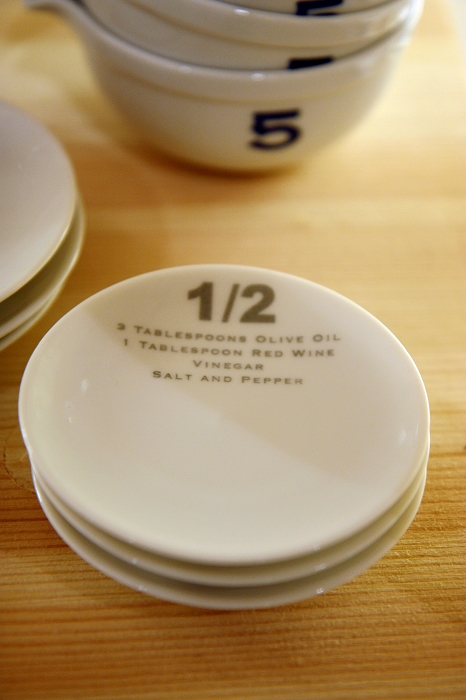 5
1/2
3 TABLESPOONS OLIVE OIL
1 TABLESPOON RED WINE
VINEGAR
SALT AND PEPPER